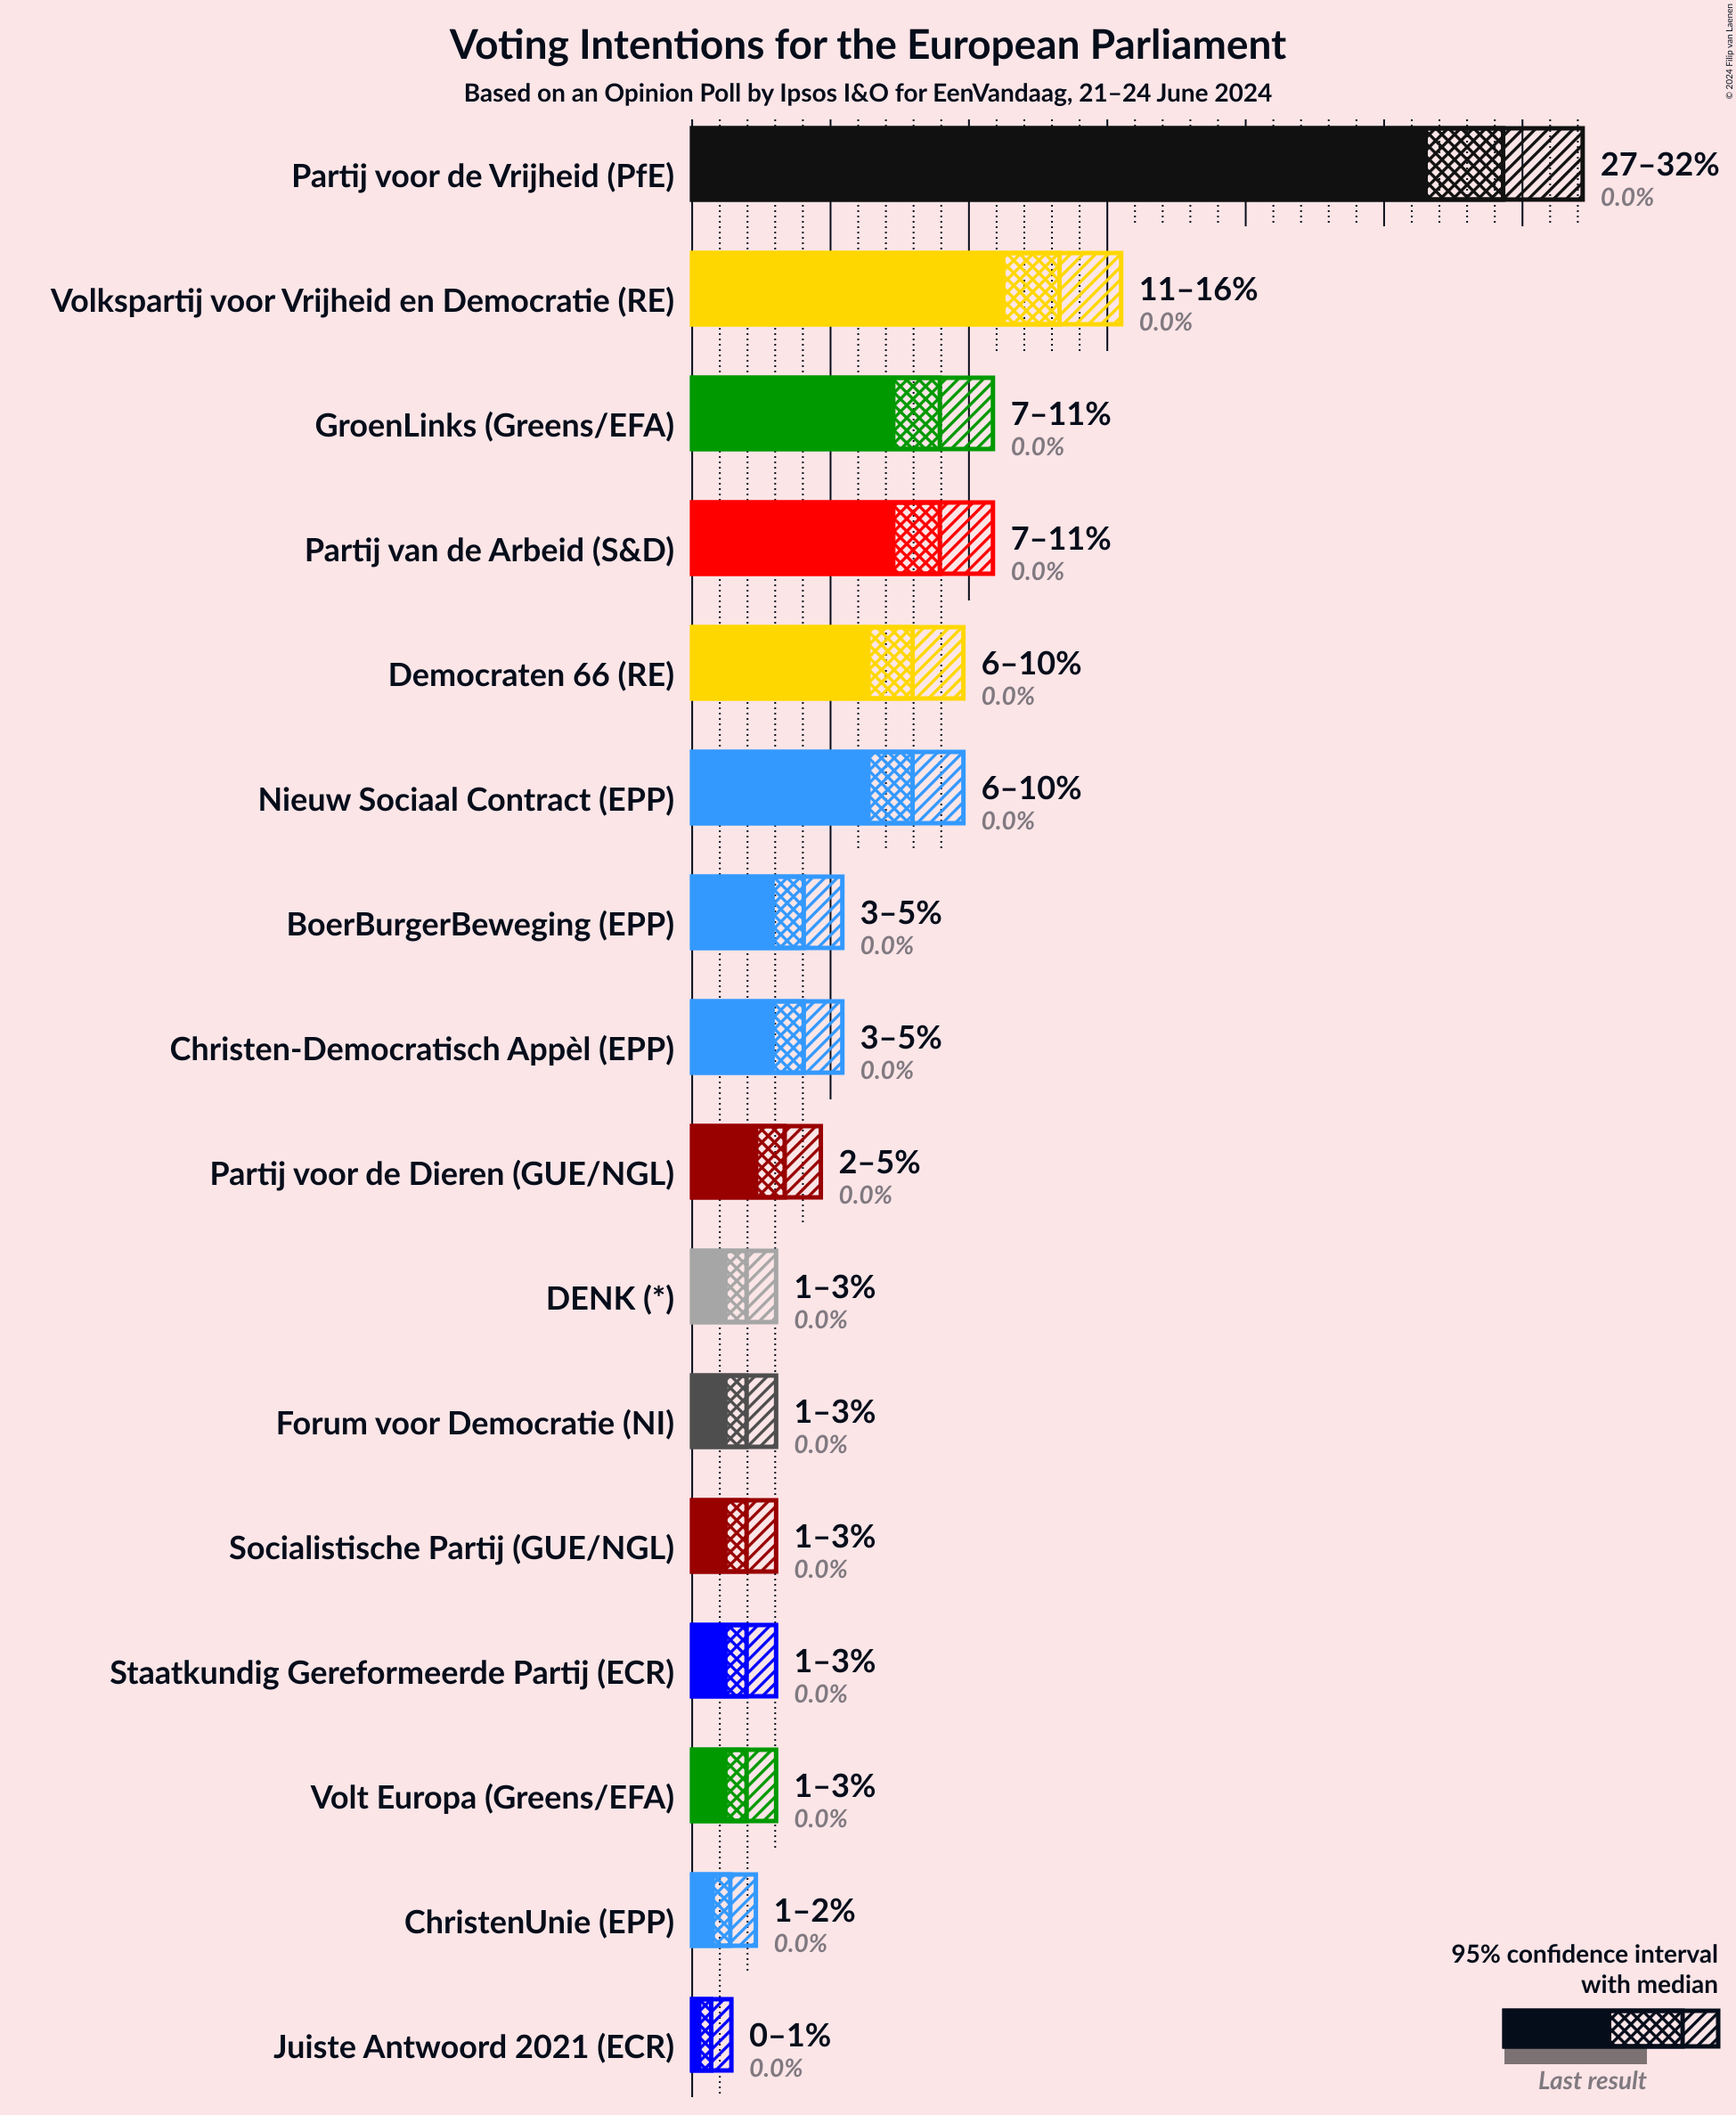 Voting Intentions for the European Parliament
Based on an Opinion Poll by Ipsos I&O for EenVandaag, 21–24 June 2024
© 2024 Filip van Laenen
Partij voor de Vrijheid (PfE)
27–32%
0.0%
Volkspartij voor Vrijheid en Democratie (RE)
11–16%
0.0%
GroenLinks (Greens/EFA)
7–11%
0.0%
Partij van de Arbeid (S&D)
7–11%
0.0%
Democraten 66 (RE)
6–10%
0.0%
Nieuw Sociaal Contract (EPP)
6–10%
0.0%
BoerBurgerBeweging (EPP)
3–5%
0.0%
Christen-Democratisch Appèl (EPP)
3–5%
0.0%
Partij voor de Dieren (GUE/NGL)
2–5%
0.0%
DENK (*)
1–3%
0.0%
Forum voor Democratie (NI)
1–3%
0.0%
Socialistische Partij (GUE/NGL)
1–3%
0.0%
Staatkundig Gereformeerde Partij (ECR)
1–3%
0.0%
Volt Europa (Greens/EFA)
1–3%
0.0%
ChristenUnie (EPP)
1–2%
0.0%
Juiste Antwoord 2021 (ECR)
0–1%
0.0%
95% confidence interval
with median
Last result